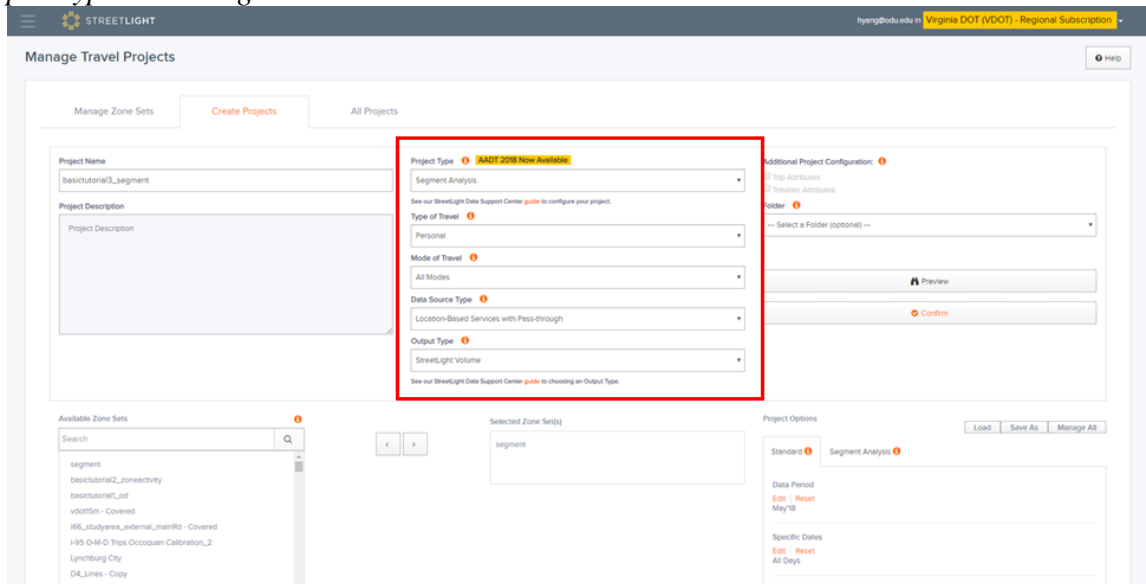 STREETLIGHT
hyang@odu.edu in Virginia DOT (VDOT) - Regional Subscription
Manage Travel Projects
Help
Manage Zone Sets
Create Projects
All Projects
Project Name
basictutorial3_segment
Project Description
Project Description
Project Type AADT 2018 Now Available
Segment Analysis
See our StreetLight Data Support Center guide to configure your project.
Type of Travel
Personal
Mode of Travel
All Modes
Data Source Type
Location-Based Services with Pass-through
Output Type
StreetLight Volume
See our StreetLight Data Support Center guide to choosing an Output Type.
Additional Project Configuration:
Trip Attributes
Traveler Attributes
Folder
--- Select a Folder (optional) ---
Preview
Confirm
Available Zone Sets
Search
segment
basictutorial2_zoneactivity
basictutorial1_od
vdot15m - Covered
I66_studyarea_external_mainRd - Covered
I-95 O-M-D Trips Occoquan Calibration_2
Lynchburg City
D4_Lines - Copy
< >
Selected Zone Set(s)
segment
Project Options
Load Save As Manage All
Standard Segment Analysis
Data Period
Edit Reset
May'18
Specific Dates
Edit Reset
All Days